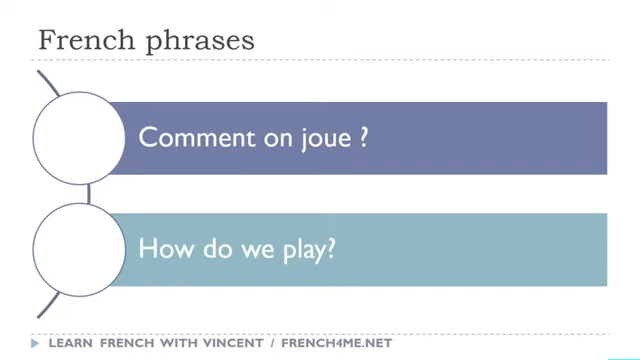 French phrases
Comment on joue ?
How do we play?
LEARN FRENCH WITH VINCENT / FRENCH4ME.NET